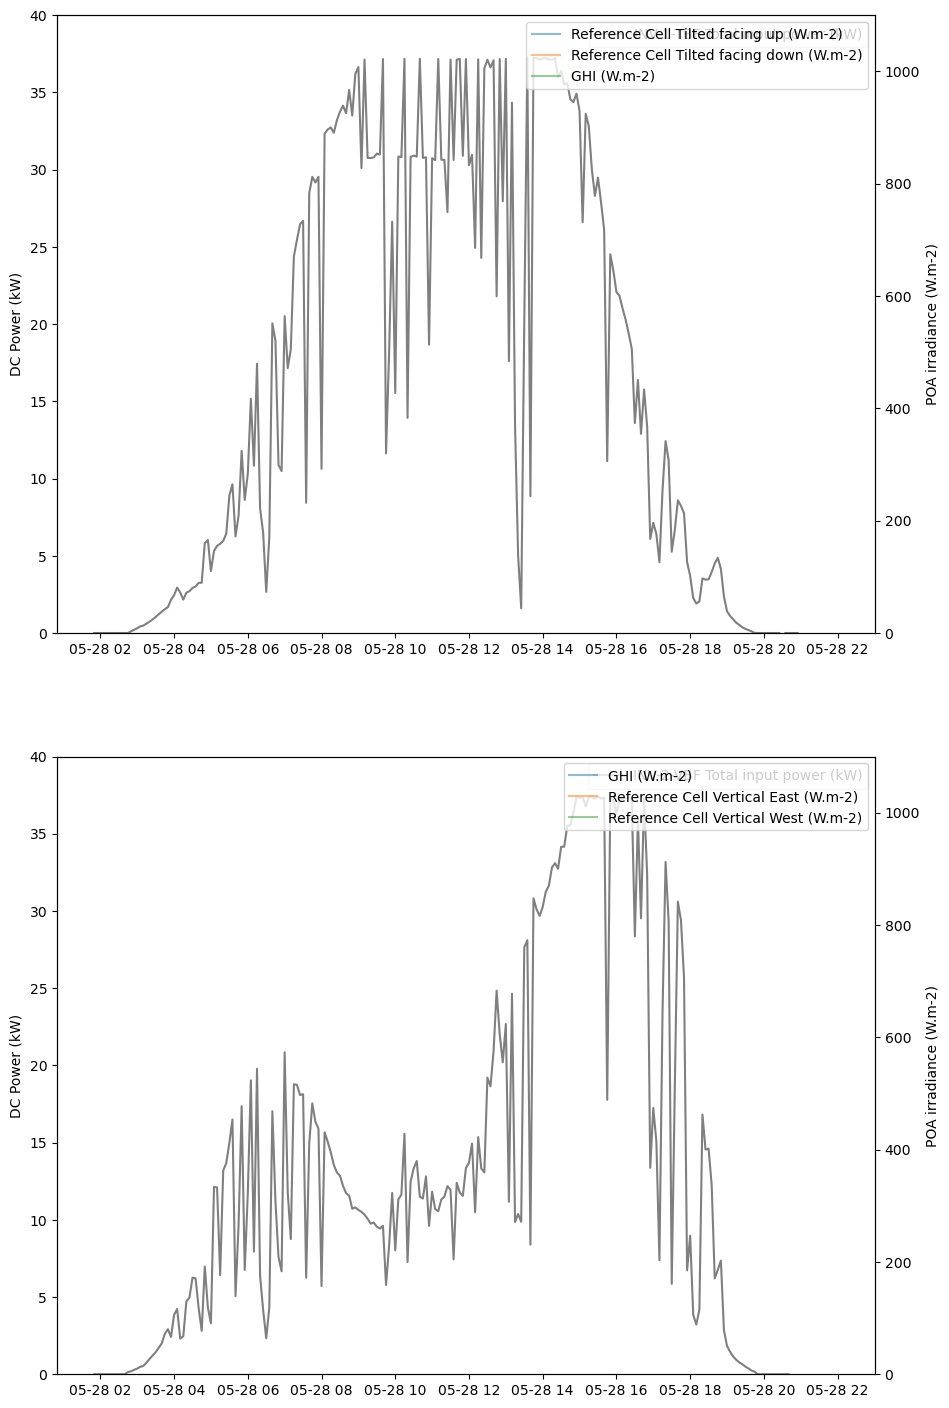 40
35
30
25
20
15
10
5
0
DC Power (kW)
Reference Cell Tilted facing up (W.m-2)
Reference Cell Tilted facing down (W.m-2)
GHI (W.m-2)
1000
800
600
400
200
0
POA irradiance (W.m-2)
05-28 02 05-28 04 05-28 06 05-28 08 05-28 10 05-28 12 05-28 14 05-28 16 05-28 18 05-28 20 05-28 22
40
35
30
25
20
15
10
5
0
DC Power (kW)
Total input power (kW)
GHI (W.m-2)
Reference Cell Vertical East (W.m-2)
Reference Cell Vertical West (W.m-2)
1000
800
600
400
200
0
POA irradiance (W.m-2)
05-28 02 05-28 04 05-28 06 05-28 08 05-28 10 05-28 12 05-28 14 05-28 16 05-28 18 05-28 20 05-28 22